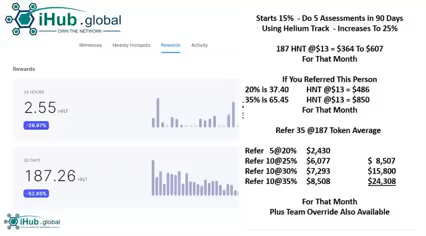 iHub.global
OWN THE NETWORK
Witnesses Nearby Hotspots Rewards Activity
Rewards
24 HOURS
2.55 HNT
-28.97%
30 DAYS
187.26 HNT
-52.85%
iHub.global
Starts 15% - Do 5 Assessments in 90 Days
Using Helium Track - Increases To 25%
187 HNT @$13 = $364 To $607
For That Month
If You Referred This Person
20% is 37.40 HNT @$13 = $486
35% is 65.45 HNT @$13 = $850
Refer 35 @187 Token Average
Refer 5@20% $2,430
Refer 10@25% $6,077 $ 8,507
Refer 10@30% $7,293 $15,800
Refer 10@35% $8,508 $24,308
For That Month
Plus Team Override Also Available